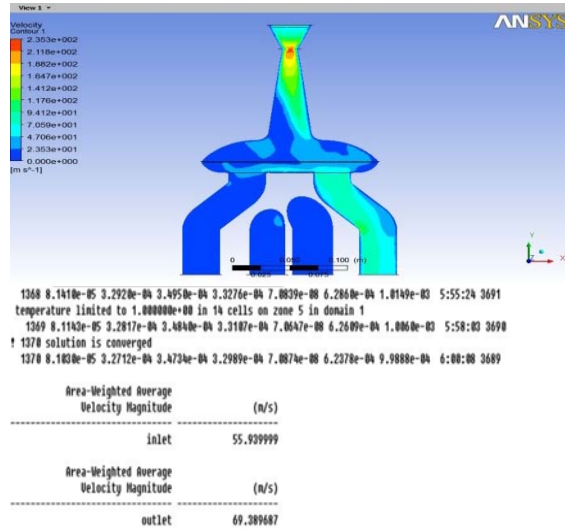 View 1
ANSYS
Velocity
Contour 1
2.353e+002
2.118e+002
1.882e+002
1.647e+002
1.412e+002
1.176e+002
9.412e+001
7.059e+001
4.706e+001
2.353e+001
0.000e+000
[m s^-1]
Y
Z X
0 0.050 0.100 (m)
0.025 0.075
1368 8.1410e-05 3.2920e-04 3.4950e-04 3.3276e-04 7.0839e-08 6.2860e-04 1.0149e-03 5:55:24 3691
temperature limited to 1.000000e+00 in 14 cells on zone 5 in domain 1
1369 8.1143e-05 3.2817e-04 3.4840e-04 3.3107e-04 7.0647e-08 6.2609e-04 1.0060e-03 5:58:03 3690
! 1370 solution is converged
1370 8.1030e-05 3.2712e-04 3.4734e-04 3.2989e-04 7.0874e-08 6.2378e-04 9.9888e-04 6:00:08 3689
Area-Weighted Average
Velocity Magnitude (m/s)
-------------------------------- --------------------
inlet 55.939999
Area-Weighted Average
Velocity Magnitude (m/s)
-------------------------------- --------------------
outlet 69.389687